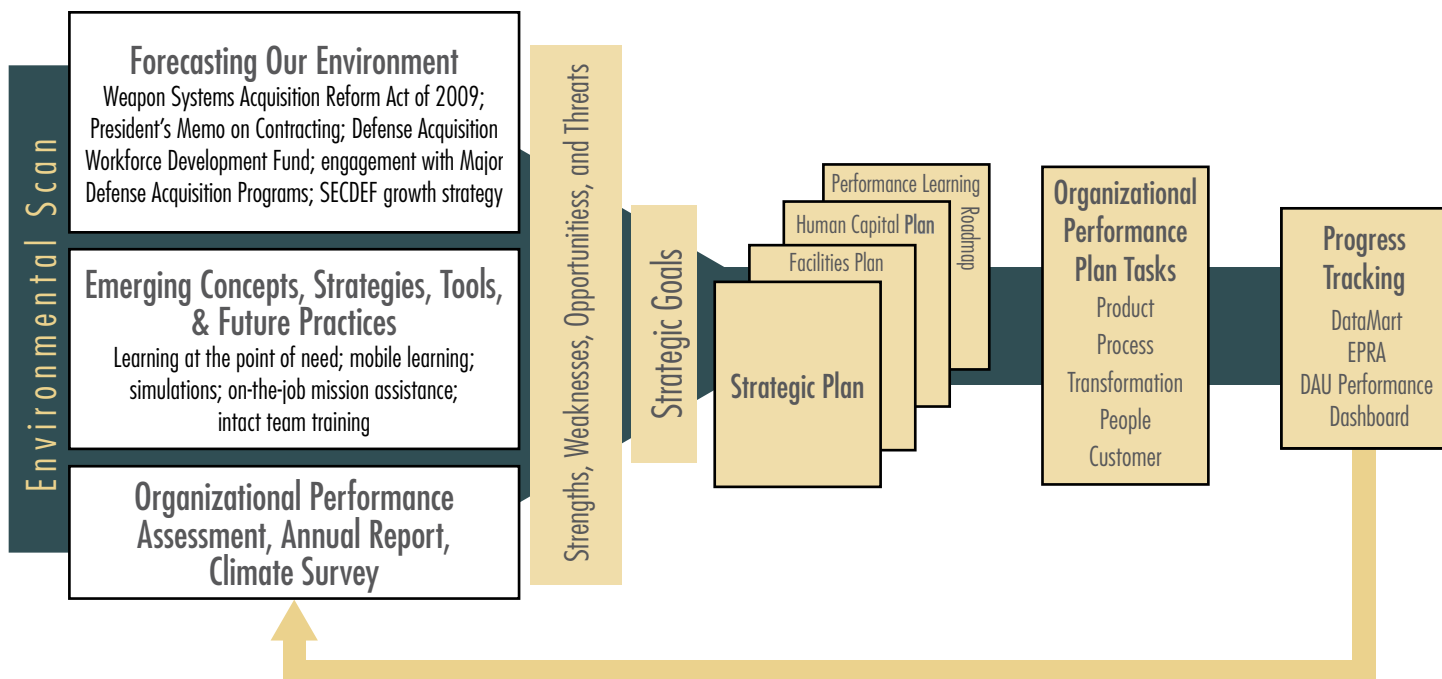 Environmental Scan
Forecasting Our Environment
Weapon Systems Acquisition Reform Act of 2009;
President's Memo on Contracting; Defense Acquisition
Workforce Development Fund; engagement with Major
Defense Acquisition Programs; SECDEF growth strategy
Emerging Concepts, Strategies, Tools,
& Future Practices
Learning at the point of need; mobile learning;
simulations; on-the-job mission assistance;
intact team training
Organizational Performance
Assessment, Annual Report,
Climate Survey
Strengths, Weaknesses, Opportunitiess, and Threats
Strategic Goals
Performance Learning
Roadmap
Human Capital Plan
Facilities Plan
Strategic Plan
Organizational
Performance
Plan Tasks
Product
Process
Transformation
People
Customer
Progress
Tracking
DataMart
EPRA
DAU Performance
Dashboard